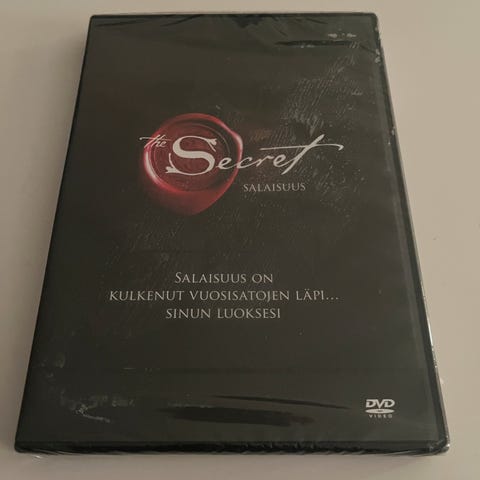 the Secret
SALAISUUS
SALAISUUS ON
KULKENUT VUOSISATOJEN LÄPI...
SINUN LUOKSESI
DVD
VIDEO